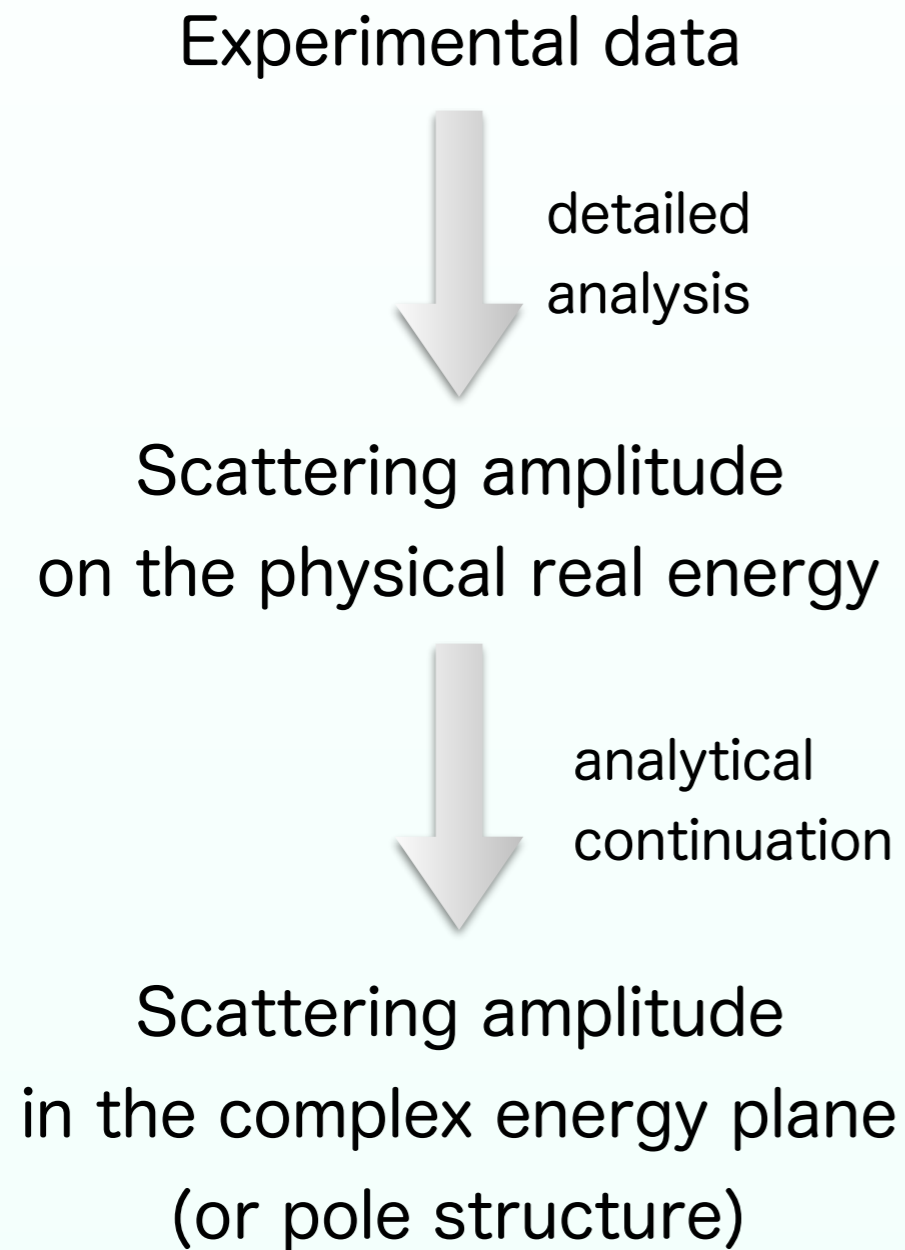 Experimental data
detailed
analysis
Scattering amplitude
on the physical real energy
analytical
continuation
Scattering amplitude
in the complex energy plane
(or pole structure)